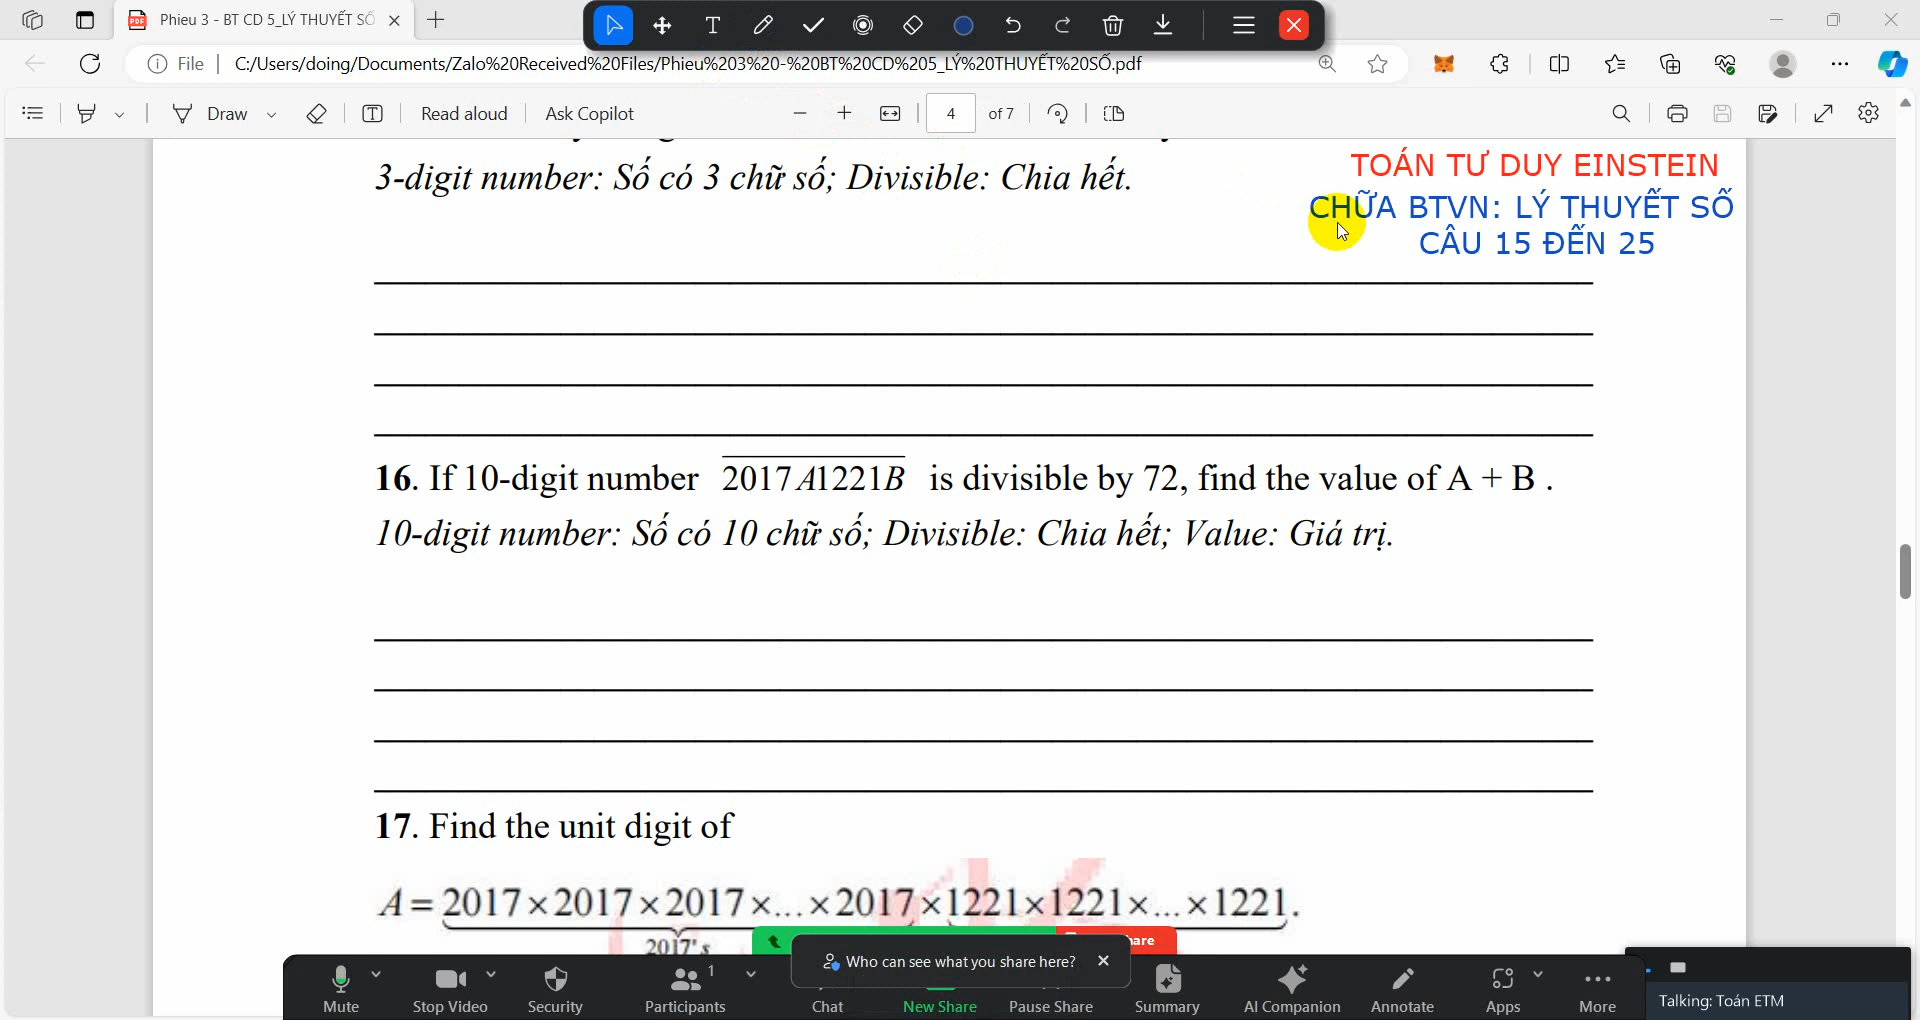 Phieu 3 - BT CD 5_LÝ THUYẾT SỐ
File
C:/Users/doing/Documents/Zalo%20Received%20Files/Phieu%203%20-%20BT%20CD%205_LÝ%20THUYẾT%20SỐ.pdf
Draw
Read aloud
Ask Copilot
4 of 7
3-digit number: Số có 3 chữ số; Divisible: Chia hết.
TOÁN TƯ DUY EINSTEIN
CHỮA BTVN: LÝ THUYẾT SỐ
CÂU 15 ĐẾN 25
16. If 10-digit number 2017A1221B is divisible by 72, find the value of A + B .
10-digit number: Số có 10 chữ số; Divisible: Chia hết; Value: Giá trị.
17. Find the unit digit of
A = 2017 × 2017 × 2017 × ... × 2017 × 1221 × 1221 × ... × 1221.
2017's
Who can see what you share here?
1
Mute
Stop Video
Security
Participants
Chat
New Share
Pause Share
Summary
AI Companion
Annotate
Apps
More
Talking: Toán ETM